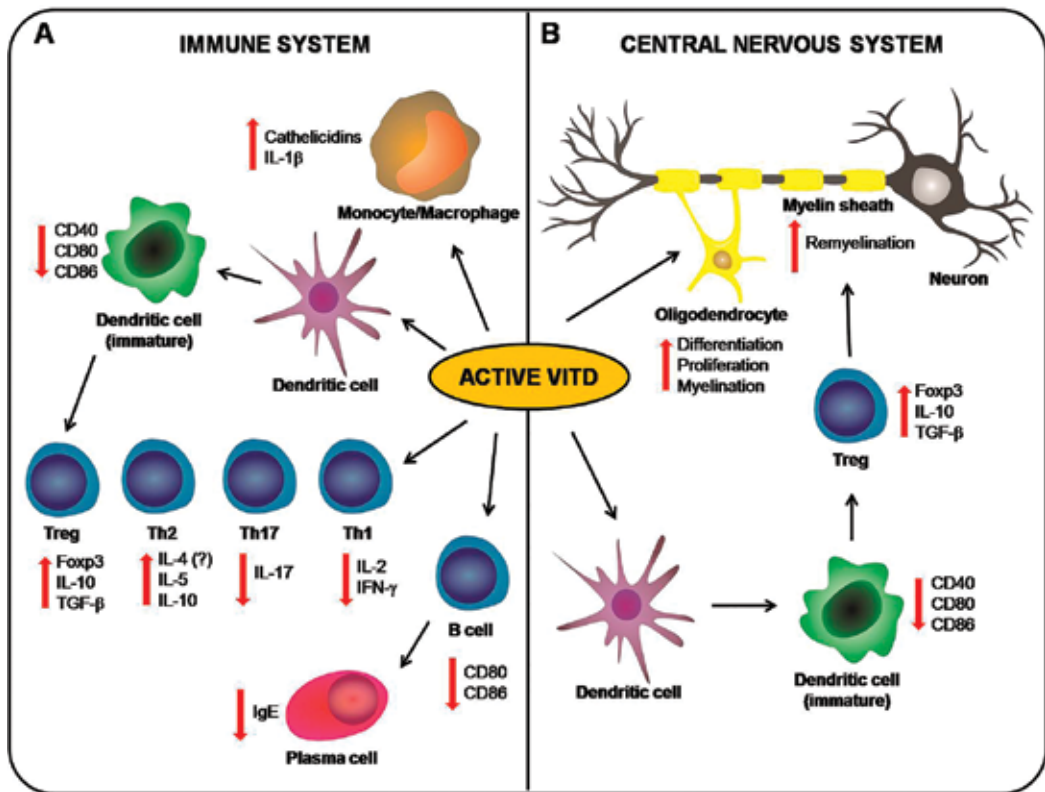 A
IMMUNE SYSTEM
Cathelicidins
IL-1β
Monocyte/Macrophage
CD40
CD80
CD86
Dendritic cell
(immature)
Dendritic cell
ACTIVE VITD
Treg
Foxp3
IL-10
TGF-β
Th2
IL-4 (?)
IL-5
IL-10
Th17
IL-17
Th1
IL-2
IFN-γ
B cell
CD80
CD86
IgE
Plasma cell
B
CENTRAL NERVOUS SYSTEM
Myelin sheath
Remyelination
Neuron
Oligodendrocyte
Differentiation
Proliferation
Myelination
Foxp3
IL-10
TGF-β
Treg
Dendritic cell
CD40
CD80
CD86
Dendritic cell
(immature)